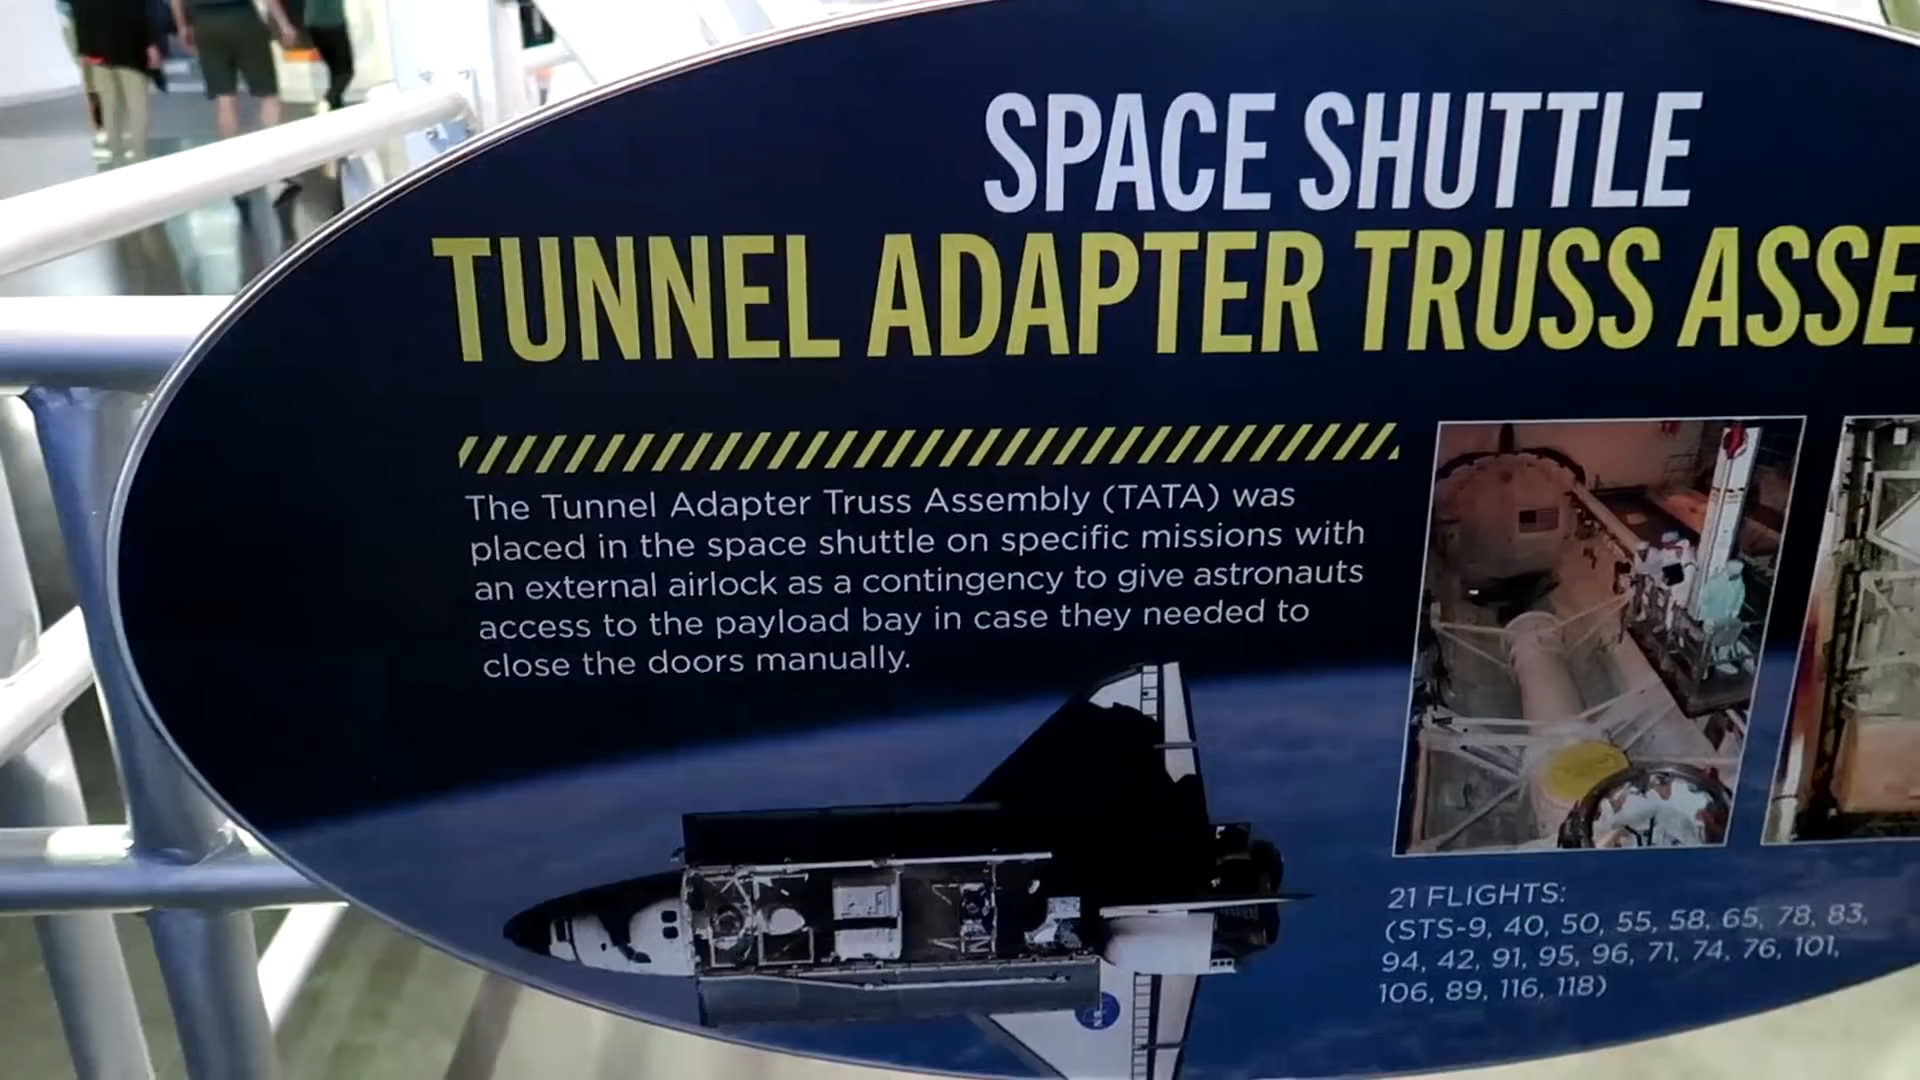 SPACE SHUTTLE
TUNNEL ADAPTER TRUSS ASSE
The Tunnel Adapter Truss Assembly (TATA) was
placed in the space shuttle on specific missions with
an external airlock as a contingency to give astronauts
access to the payload bay in case they needed to
close the doors manually.
21 FLIGHTS:
(STS-9, 40, 50, 55, 58, 65, 78, 83,
94, 42, 91, 95, 96, 71, 74, 76, 101,
106, 89, 116, 118)